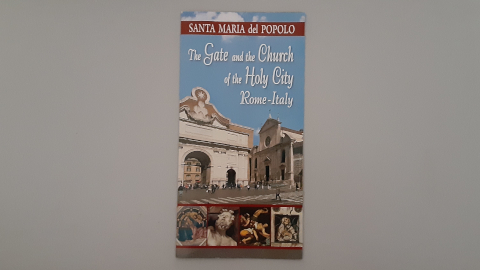 SANTA MARIA del POPOLO
The Gate and the Church
of the Holy City
Rome-Italy